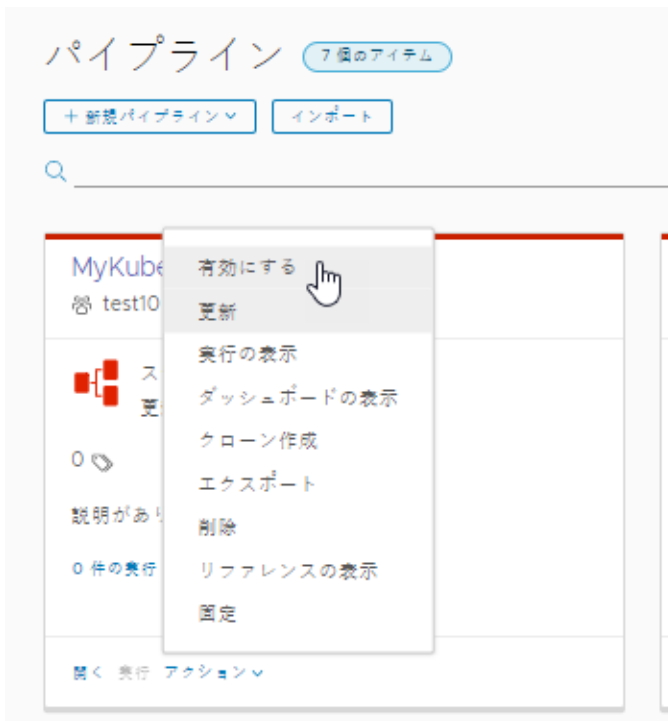 パイプライン 7 個のアイテム
+ 新規パイプライン インポート
MyKube
test10
有効にする
更新
実行の表示
ダッシュボードの表示
クローン作成
エクスポート
削除
リファレンスの表示
固定
ス
更
0
説明があり
0 件の実行
開く 実行 アクション